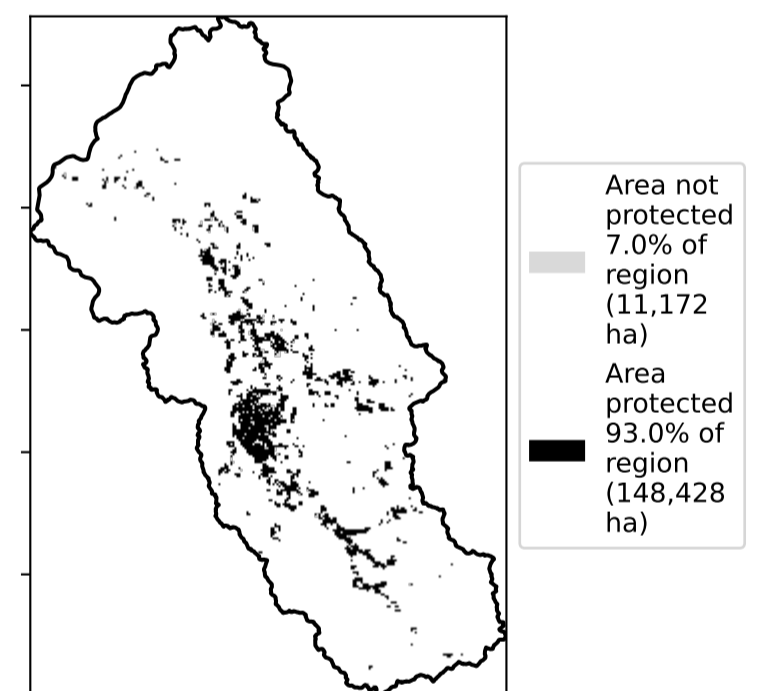 Area not
protected
7.0% of
region
(11,172
ha)
Area
protected
93.0% of
region
(148,428
ha)